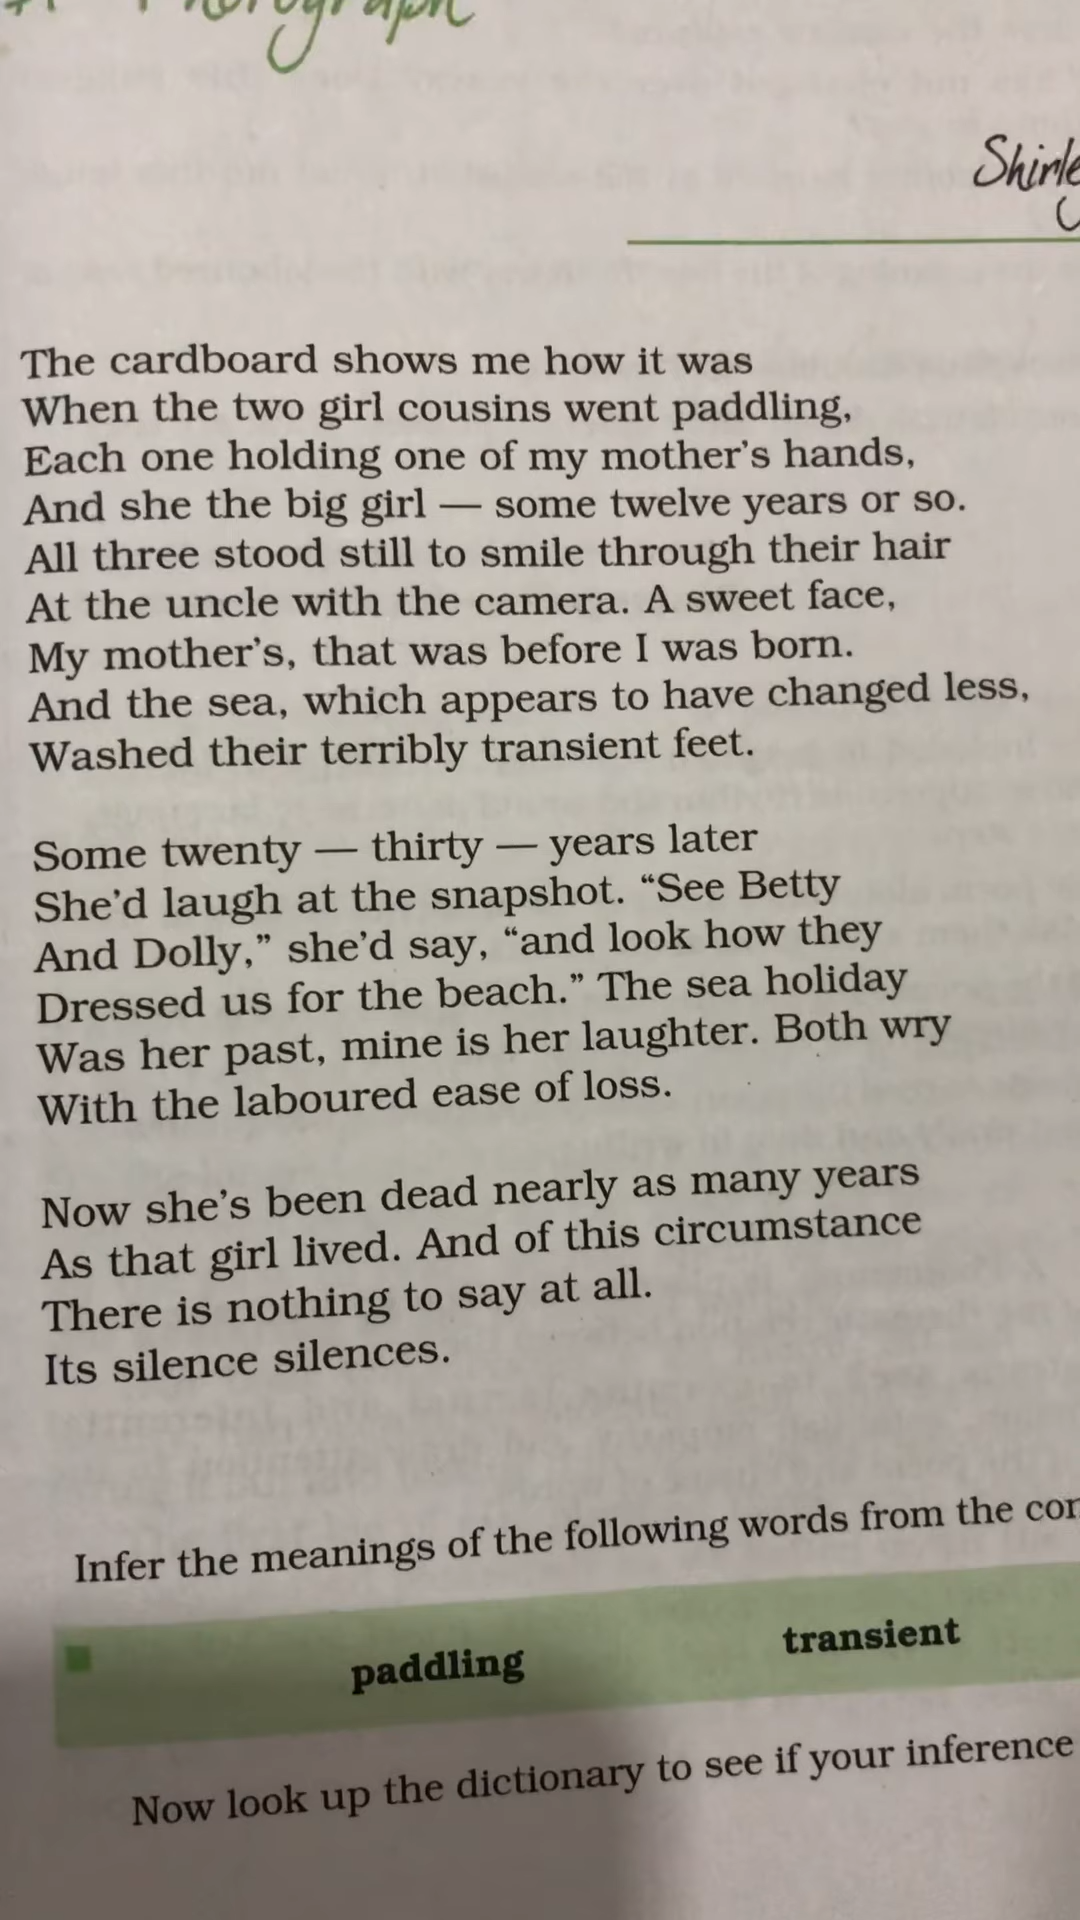 Photograph
The cardboard shows me how it was
When the two girl cousins went paddling,
Each one holding one of my mother's hands,
And she the big girl — some twelve years or so.
All three stood still to smile through their hair
At the uncle with the camera. A sweet face,
My mother's, that was before I was born.
And the sea, which appears to have changed less,
Washed their terribly transient feet.
Some twenty — thirty — years later
She'd laugh at the snapshot. “See Betty
And Dolly,” she'd say, “and look how they
Dressed us for the beach.” The sea holiday
Was her past, mine is her laughter. Both wry
With the laboured ease of loss.
Now she's been dead nearly as many years
As that girl lived. And of this circumstance
There is nothing to say at all.
Its silence silences.
Infer the meanings of the following words from the
paddling transient
Now look up the dictionary to see if your inference